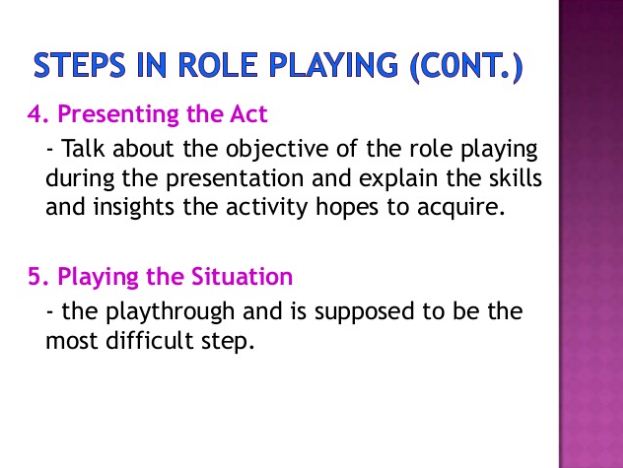 STEPS IN ROLE PLAYING (CONT.)
4. Presenting the Act
- Talk about the objective of the role playing
during the presentation and explain the skills
and insights the activity hopes to acquire.
5. Playing the Situation
- the playthrough and is supposed to be the
most difficult step.